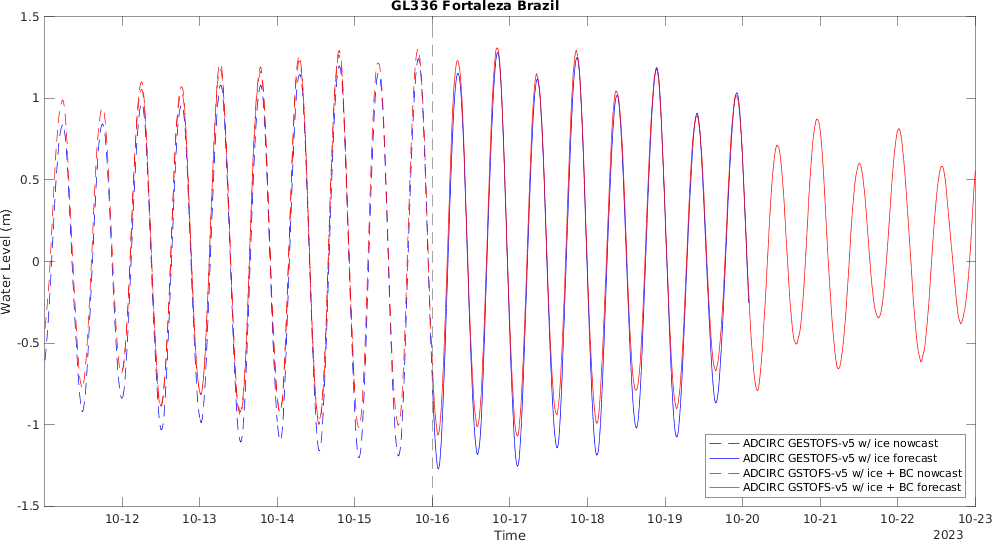 GL336 Fortaleza Brazil
1.5
1
0.5
0
-0.5
-1
-1.5
Water Level (m)
10-12 10-13 10-14 10-15 10-16 10-17 10-18 10-19 10-20 10-21 10-22 10-23
Time
2023
ADCIRC GESTOFS-v5 w/ ice nowcast
ADCIRC GESTOFS-v5 w/ ice forecast
ADCIRC GSTOFS-v5 w/ ice + BC nowcast
ADCIRC GSTOFS-v5 w/ ice + BC forecast